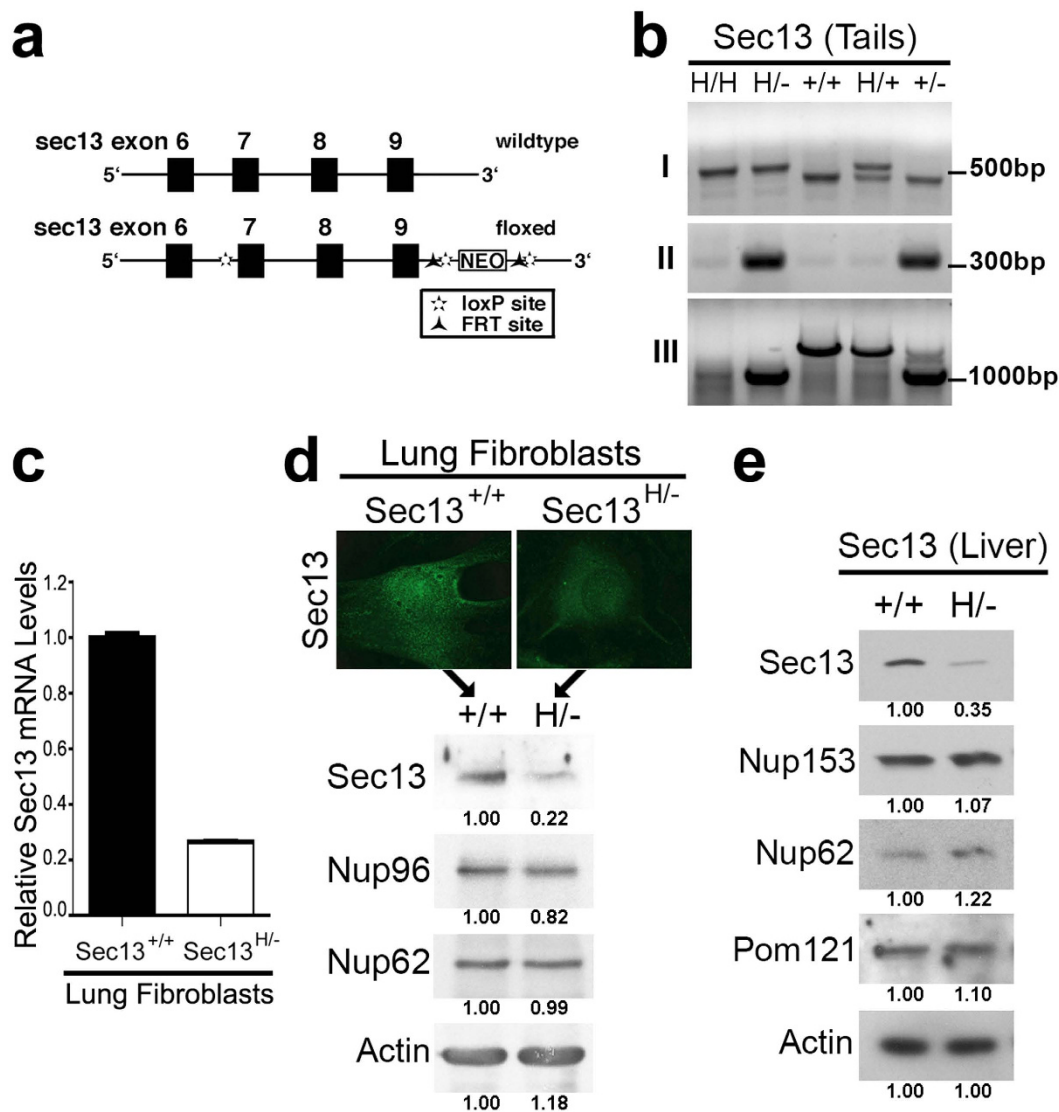 a
sec13 exon 6 7 8 9 wildtype
5‘ 3‘
sec13 exon 6 7 8 9 floxed
5‘ NEO 3‘
loxP site
FRT site
b
Sec13 (Tails)
H/H H/- +/+ H/+ +/-
I 500bp
II 300bp
III 1000bp
c
Relative Sec13 mRNA Levels
1.2
1.0
0.8
0.6
0.4
0.2
0.0
Sec13+/+ Sec13H/-
Lung Fibroblasts
d
Lung Fibroblasts
Sec13+/+ Sec13H/-
Sec13
+/+ H/-
Sec13
1.00 0.22
Nup96
1.00 0.82
Nup62
1.00 0.99
Actin
1.00 1.18
e
Sec13 (Liver)
+/+ H/-
Sec13
1.00 0.35
Nup153
1.00 1.07
Nup62
1.00 1.22
Pom121
1.00 1.10
Actin
1.00 1.00